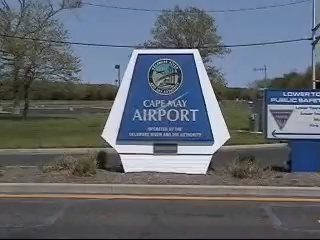 CAPE MAY
AIRPORT
OPERATED BY THE
DELAWARE RIVER AND BAY AUTHORITY
LOWER TO
PUBLIC SAFE